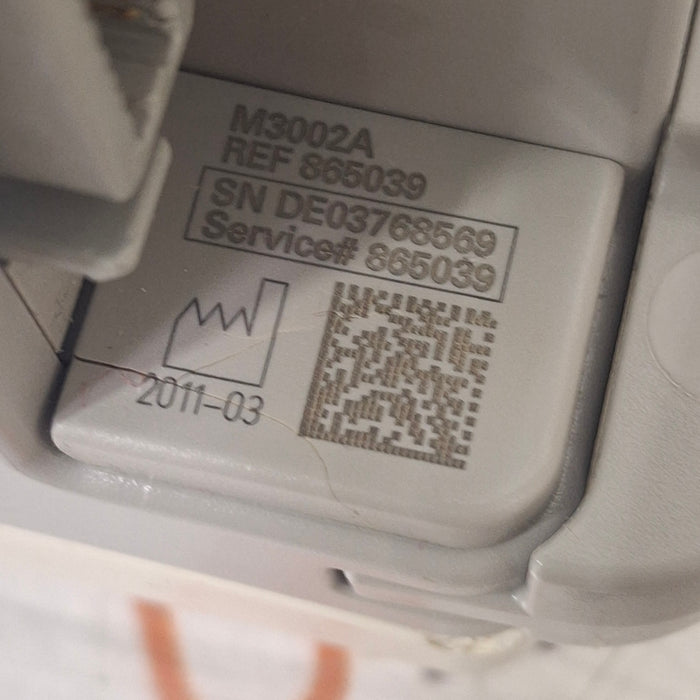 M3002A
REF 865039
SN DE03768569
Service# 865039
2011-03